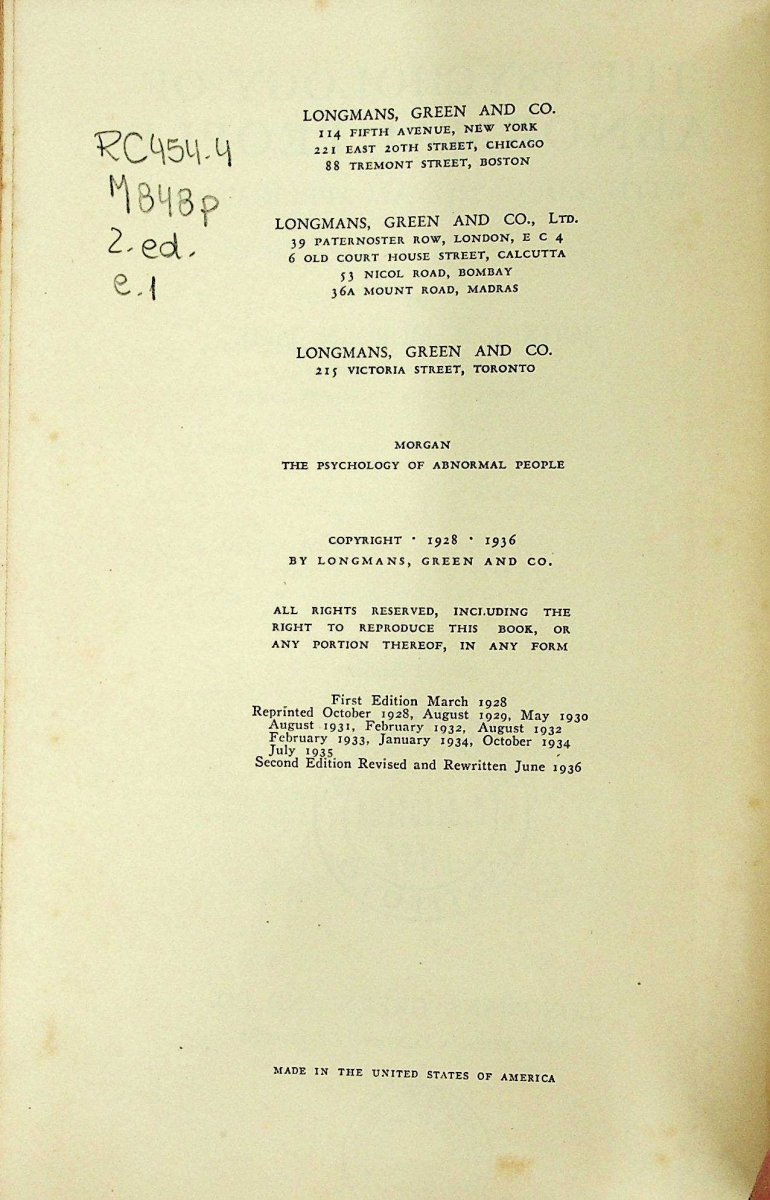 RC454.4
M848p
2.ed.
e.1
LONGMANS, GREEN AND CO.
114 FIFTH AVENUE, NEW YORK
221 EAST 20TH STREET, CHICAGO
88 TREMONT STREET, BOSTON
LONGMANS, GREEN AND CO., LTD.
39 PATERNOSTER ROW, LONDON, E C 4
6 OLD COURT HOUSE STREET, CALCUTTA
53 NICOL ROAD, BOMBAY
36A MOUNT ROAD, MADRAS
LONGMANS, GREEN AND CO.
215 VICTORIA STREET, TORONTO
MORGAN
THE PSYCHOLOGY OF ABNORMAL PEOPLE
COPYRIGHT · 1928 · 1936
BY LONGMANS, GREEN AND CO.
ALL RIGHTS RESERVED, INCLUDING THE
RIGHT TO REPRODUCE THIS BOOK, OR
ANY PORTION THEREOF, IN ANY FORM
First Edition March 1928
Reprinted October 1928, August 1929, May 1930
August 1931, February 1932, August 1932
February 1933, January 1934, October 1934
July 1935
Second Edition Revised and Rewritten June 1936
MADE IN THE UNITED STATES OF AMERICA